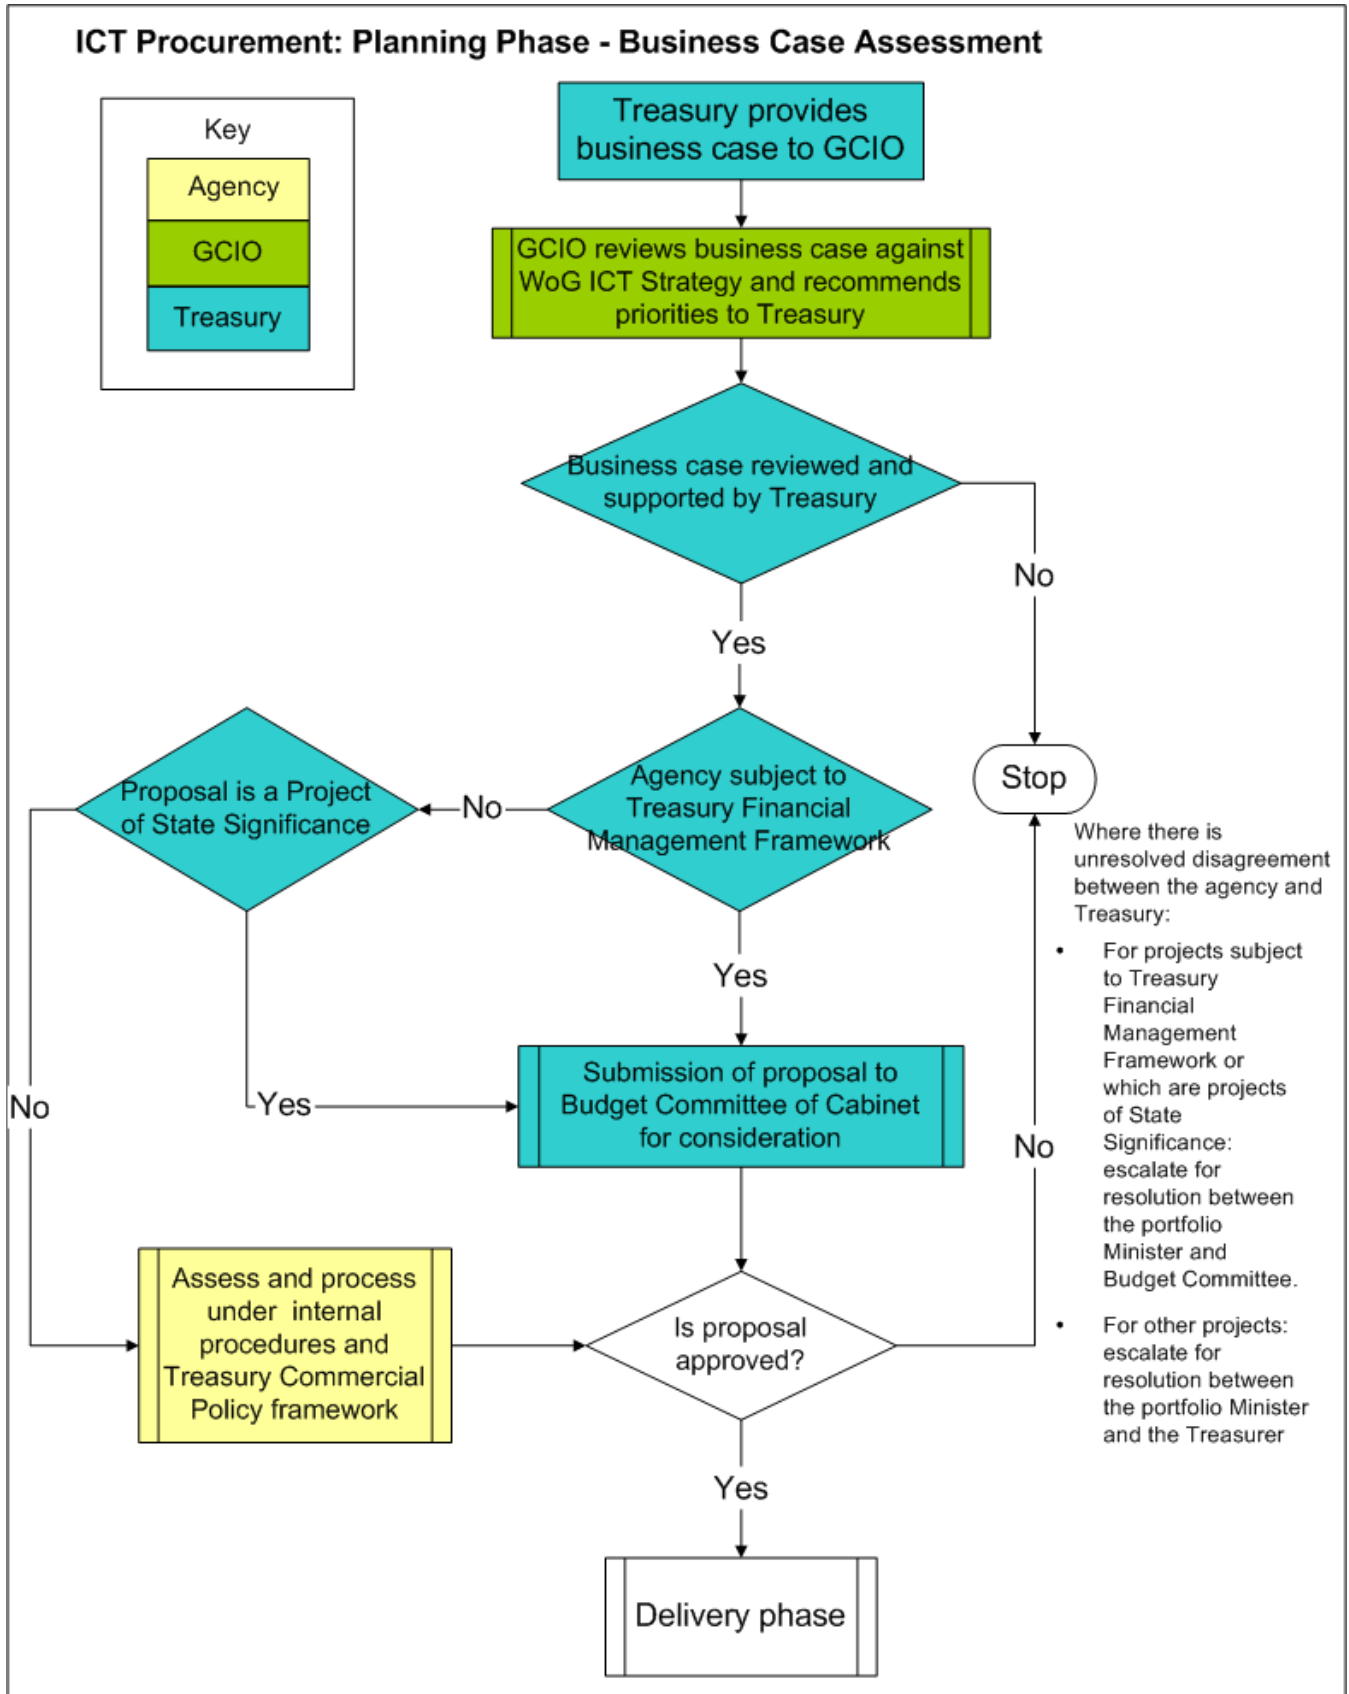 ICT Procurement: Planning Phase - Business Case Assessment
Key
Agency
GCIO
Treasury
Treasury provides
business case to GCIO
GCIO reviews business case against
WoG ICT Strategy and recommends
priorities to Treasury
Business case reviewed and
supported by Treasury
No
Yes
Proposal is a Project
of State Significance
No
Agency subject to
Treasury Financial
Management Framework
Stop
Where there is
unresolved disagreement
between the agency and
Treasury:
• For projects subject
to Treasury
Financial
Management
Framework or
which are projects
of State
Significance:
escalate for
resolution between
the portfolio
Minister and
Budget Committee.
• For other projects:
escalate for
resolution between
the portfolio Minister
and the Treasurer
Yes
No
Yes
Submission of proposal to
Budget Committee of Cabinet
for consideration
No
Assess and process
under internal
procedures and
Treasury Commercial
Policy framework
Is proposal
approved?
Yes
Delivery phase